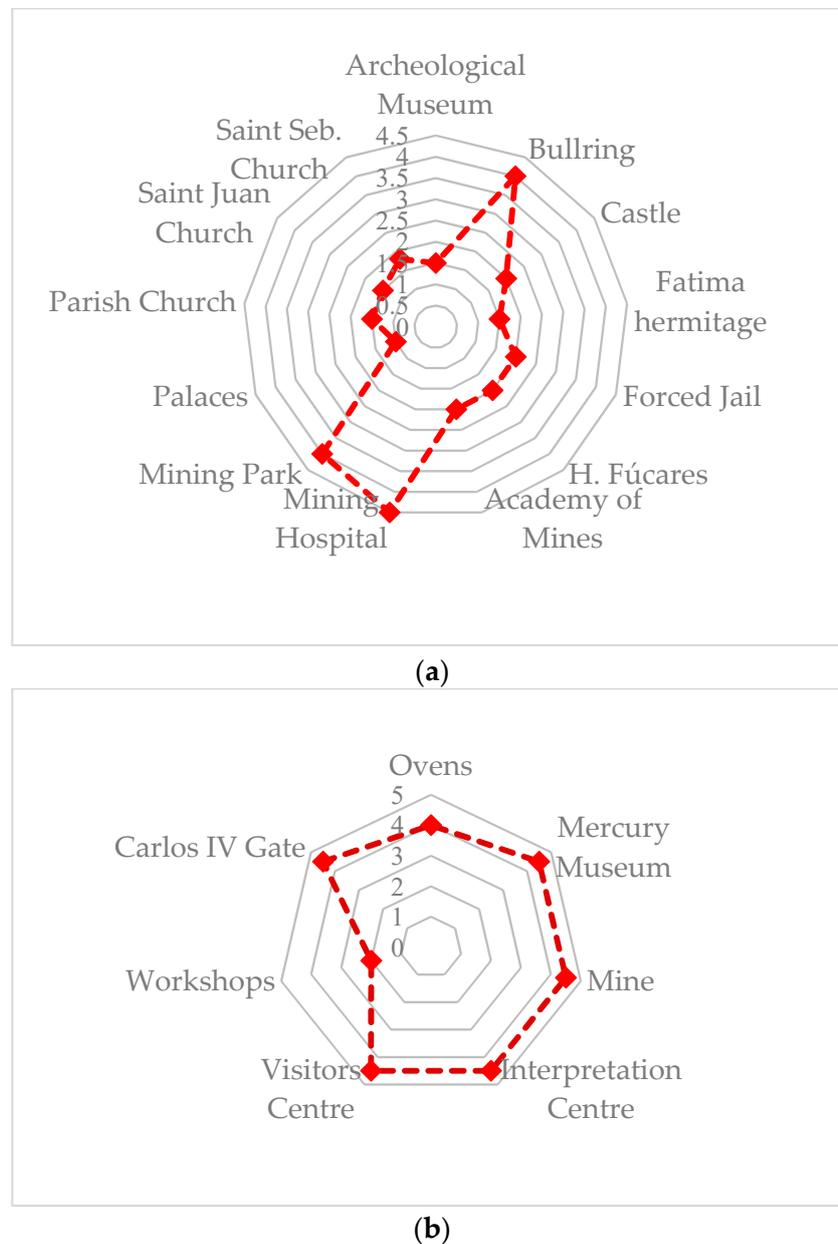 Archeological
Museum
Bullring
Castle
Fatima
hermitage
Forced Jail
H. Fúcares
Academy of
Mines
Mining
Hospital
Mining Park
Palaces
Parish Church
Saint Juan
Church
Saint Seb.
Church
4.5
4
3.5
3
2.5
2
1.5
1
0.5
0
(a)
Ovens
Mercury
Museum
Mine
Interpretation
Centre
Visitors
Centre
Workshops
Carlos IV Gate
5
4
3
2
1
0
(b)